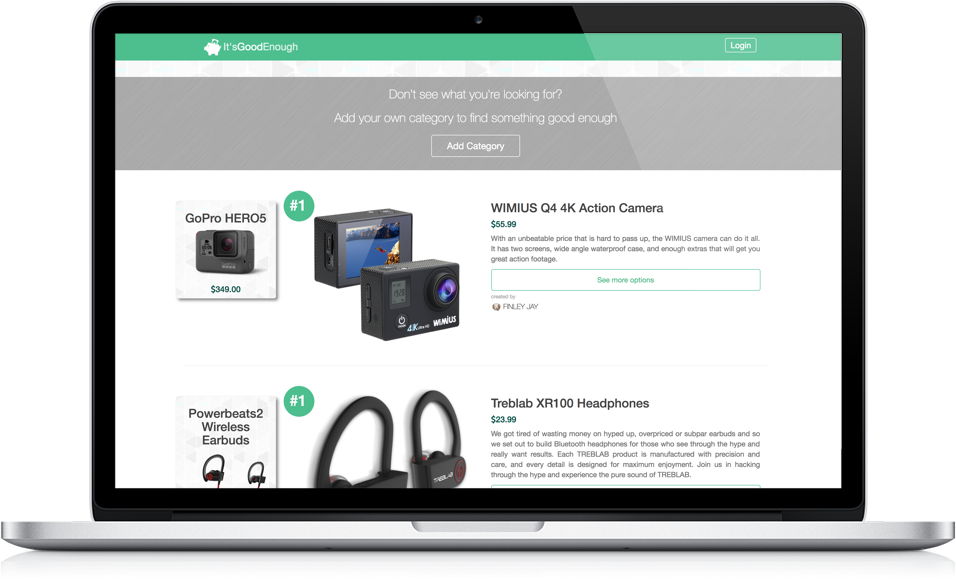 It'sGoodEnough
Login
Don't see what you're looking for?
Add your own category to find something good enough
Add Category
GoPro HERO5
$349.00
#1
4K Ultra HD
WiMiUS
WIMIUS Q4 4K Action Camera
$55.99
With an unbeatable price that is hard to pass up, the WIMIUS camera can do it all.
It has two screens, wide angle waterproof case, and enough extras that will get you
great action footage.
See more options
created by
FINLEY JAY
Powerbeats2
Wireless
Earbuds
#1
TREBLAB
Treblab XR100 Headphones
$23.99
We got tired of wasting money on hyped up, overpriced or subpar earbuds and so
we set out to build Bluetooth headphones for those who see through the hype and
really want results. Each TREBLAB product is manufactured with precision and
care, and every detail is designed for maximum enjoyment. Join us in hacking
through the hype and experience the pure sound of TREBLAB.